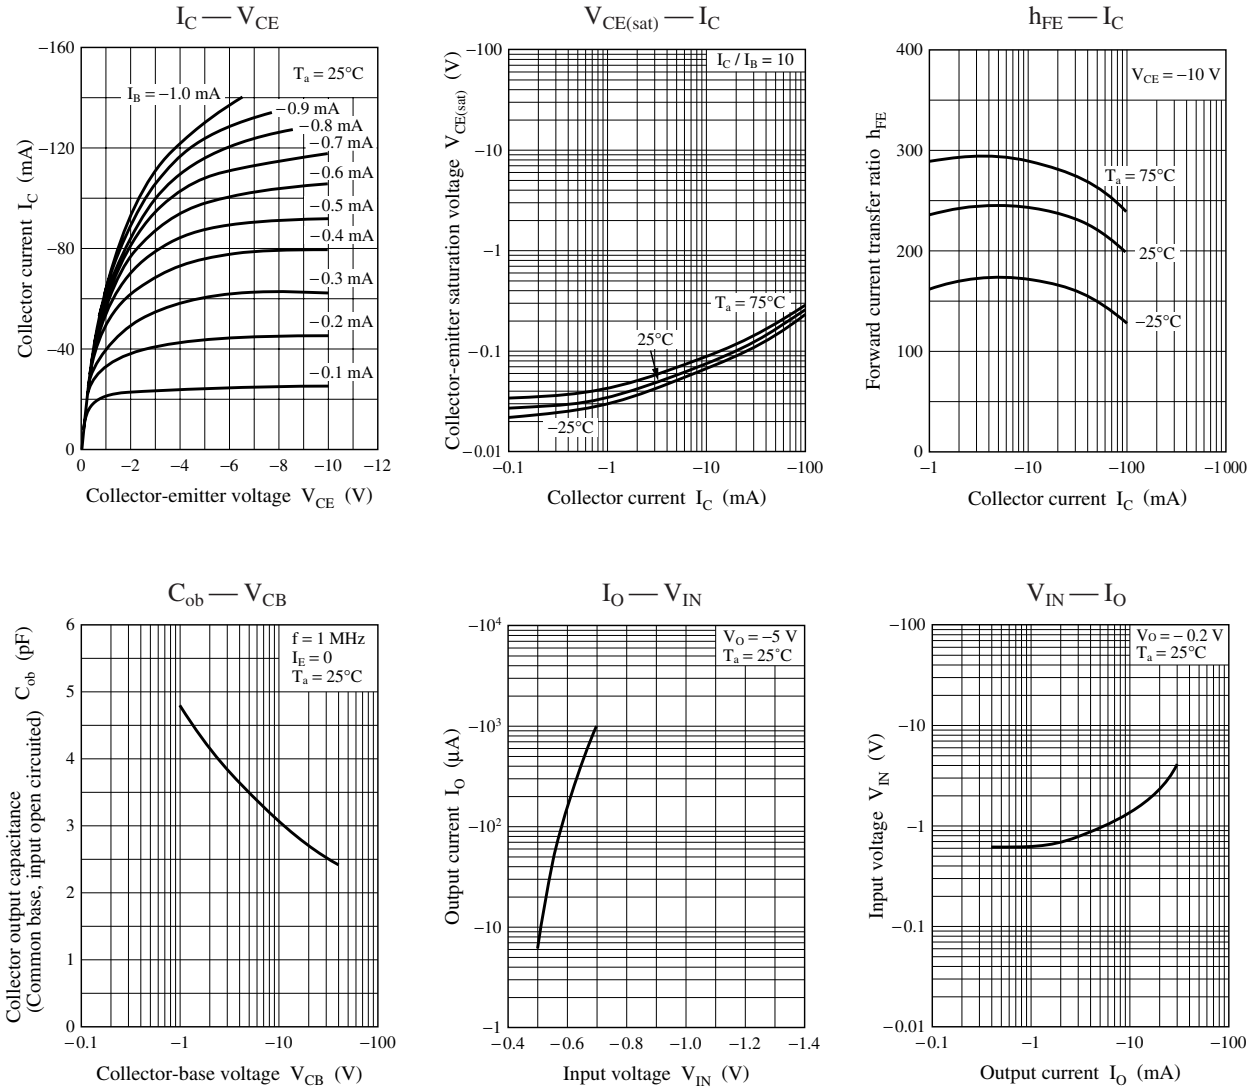 I_C — V_CE
−160
−120
−80
−40
0
0 −2 −4 −6 −8 −10 −12
T_a = 25°C
I_B = −1.0 mA
−0.9 mA
−0.8 mA
−0.7 mA
−0.6 mA
−0.5 mA
−0.4 mA
−0.3 mA
−0.2 mA
−0.1 mA
Collector current I_C (mA)
Collector-emitter voltage V_CE (V)
V_CE(sat) — I_C
−100
−10
−1
−0.1
−0.01
−0.1 −1 −10 −100
I_C / I_B = 10
T_a = 75°C
25°C
−25°C
Collector-emitter saturation voltage V_CE(sat) (V)
Collector current I_C (mA)
h_FE — I_C
400
300
200
100
0
−1 −10 −100 −1000
V_CE = −10 V
T_a = 75°C
25°C
−25°C
Forward current transfer ratio h_FE
Collector current I_C (mA)
C_ob — V_CB
6
5
4
3
2
1
0
−0.1 −1 −10 −100
f = 1 MHz
I_E = 0
T_a = 25°C
Collector output capacitance
(Common base, input open circuited) C_ob (pF)
Collector-base voltage V_CB (V)
I_O — V_IN
−10⁴
−10³
−10²
−10
−1
−0.4 −0.6 −0.8 −1.0 −1.2 −1.4
V_O = −5 V
T_a = 25°C
Output current I_O (μA)
Input voltage V_IN (V)
V_IN — I_O
−100
−10
−1
−0.1
−0.01
−0.1 −1 −10 −100
V_O = − 0.2 V
T_a = 25°C
Input voltage V_IN (V)
Output current I_O (mA)